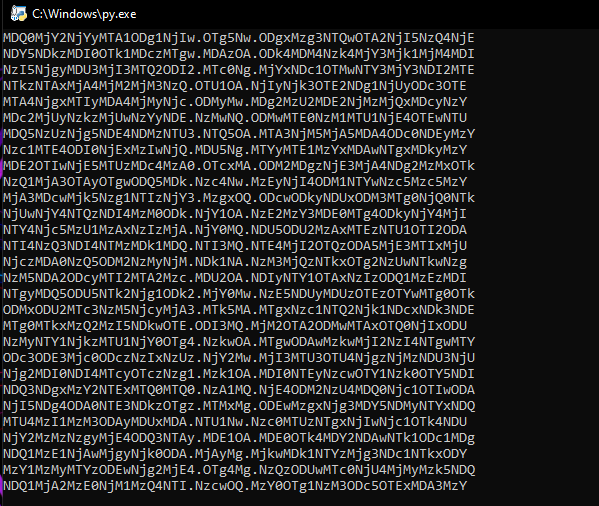 C:\Windows\py.exe
MDQ0MjY2NjYyMTA1ODg1NjIw.OTg5Nw.ODgxMzg3NTQwOTA2NjI5NzQ4NjE
NDY5NDkzMDI0OTk1MDczMTgw.MDAzOA.ODk4MDM4Nzk4MjY3Mjk1MjM4MDI
NzI5NjgyMDU3MjI3MTQ2ODI2.MTc0Ng.MjYxNDc1OTMwNTY3MjY3NDI2MTE
NTkzNTAxMjA4MjM2MjM3NzQ.OTU1OA.NjIyNjk3OTE2NDg1NjUyODc3OTE
MTA4NjgxMTIyMDA4MjMyNjYc.ODMyMw.MDg2MzU2MDE2NjMzMjQxMDcyNzY
MDc2MjUyNzkzMjUwNzYyNDE.NzMwNQ.ODMwMTE0NzM1MTU1NjE4OTEwNTU
MDQ5NzUzNjg5NDE4NDMzNTU3.NTQ5OA.MTA3NjM5MjA5MDA4ODc0NDEyMzY
Nzc1MTE4ODI0NjExMzIwNjQ.MDU5Ng.MTYyMTE1MzYxMDAwNTgxMDkyMzY
MDE2OTIwNjE5MTUzMDc4MzA0.OTcxMA.ODM2MDgzNjE3MjA4NDg2MzMxOTk
NzQ1MjA3OTAyOTgwODQ5MDk.Nzc4Nw.MzEyNjI4ODM1NTYwNzc5Mzc5MzY
MjA3MDcwMjk5Nzg1NTIzNjY3.MzgxOQ.ODcwODkyNDUxODM3MTg0NjQ0NTk
NjUwNjY4NTQzNDI4MzM0ODk.NjY1OA.NzE2MzY3MDE0MTg4ODkyNjY4MjI
NTY4Njc5MzU1MzAxNzIzMjA.NjY0MQ.NDU5ODU2MzAxMTEzNTU1OTI2ODA
NTI4NzQ3NDI4NTMzMDk1MDQ.NTI3MQ.NTE4MjI2OTQzODA5MjE3MTIxMjU
NjczMDA0NzQ5ODM2NzMyNjM.NDk1NA.NzM3MjQzNTkxOTg2NzUwNTkwNzg
NzM5NDA2ODcyMTI2MTA2Mzc.MDU2OA.NDIyNTY1OTAxNzIzODQ1MzEzMDI
NTgyMDQ5ODU5NTk2Njg1ODk2.MjY0Mw.NzE5NDUyMDUzOTEzOTYwMTg0OTk
ODMxODU2MTc3NzM5NjcyMjA3.MTk5MA.MTgxNzc1NTQ2Njk1NDcxNDk3NDE
MTg0MTkxMzQ2MzI5NDkwOTE.ODI3MQ.MjM2OTA2ODMwMTAxOTQ0NjIxODU
NzMyNTY1NjkzMTU1NjY0OTg4.NzkwOA.MTgwODAwMzkwMjI2NzI4NTgwMTY
ODc3ODE3Mjc0ODczNzIxNzUz.NjY2Mw.MjI3MTU3OTU4NjgzNjMzNDU3NjU
Njg2MDI0NDI4MTcyOTczNzg1.Mzk1OA.MDI0NTEyNzcwOTY1Nzk0OTY5NDI
NDQ3NDgxMzY2NTExMTQ0MTQ0.NzA1MQ.NjE4ODM2NzU4MDQ0Njc1OTIwODA
NjI5NDg4ODA0NTE3NDkzOTgz.MTMxMg.ODEwMzgxNjg3MDY5NDMyNTYxNDQ
MTU4MzI1MzM3ODAyMDUxMDA.NTU1Nw.Nzc0MTUzNTgxNjIwNjc1OTk4NDU
NjY2MzMzNzgyMjE4ODQ3NTAy.MDE1OA.MDE0OTk4MDY2NDAwNTk1ODc1MDg
NDQ1MzE1NjAwMjgyNjk0ODA.MjAyMg.MjkwMDk1NTYzMjg3NDc1NTkxODY
MzY1MzMyMTYzODEwNjg2MjE4.OTg4Mg.NzQzODUwMTc0NjU4MjMyMzk5NDQ
NDQ1MjA2MzE0NjM1MzQ4NTI.NzcwOQ.MzY0OTg1NzM3ODc5OTExMDA3MzY